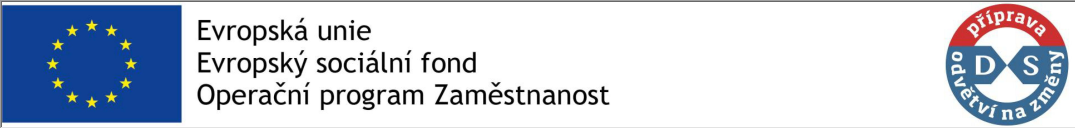 Evropská unie
Evropský sociální fond
Operační program Zaměstnanost
příprava
D S
odvětví na změny